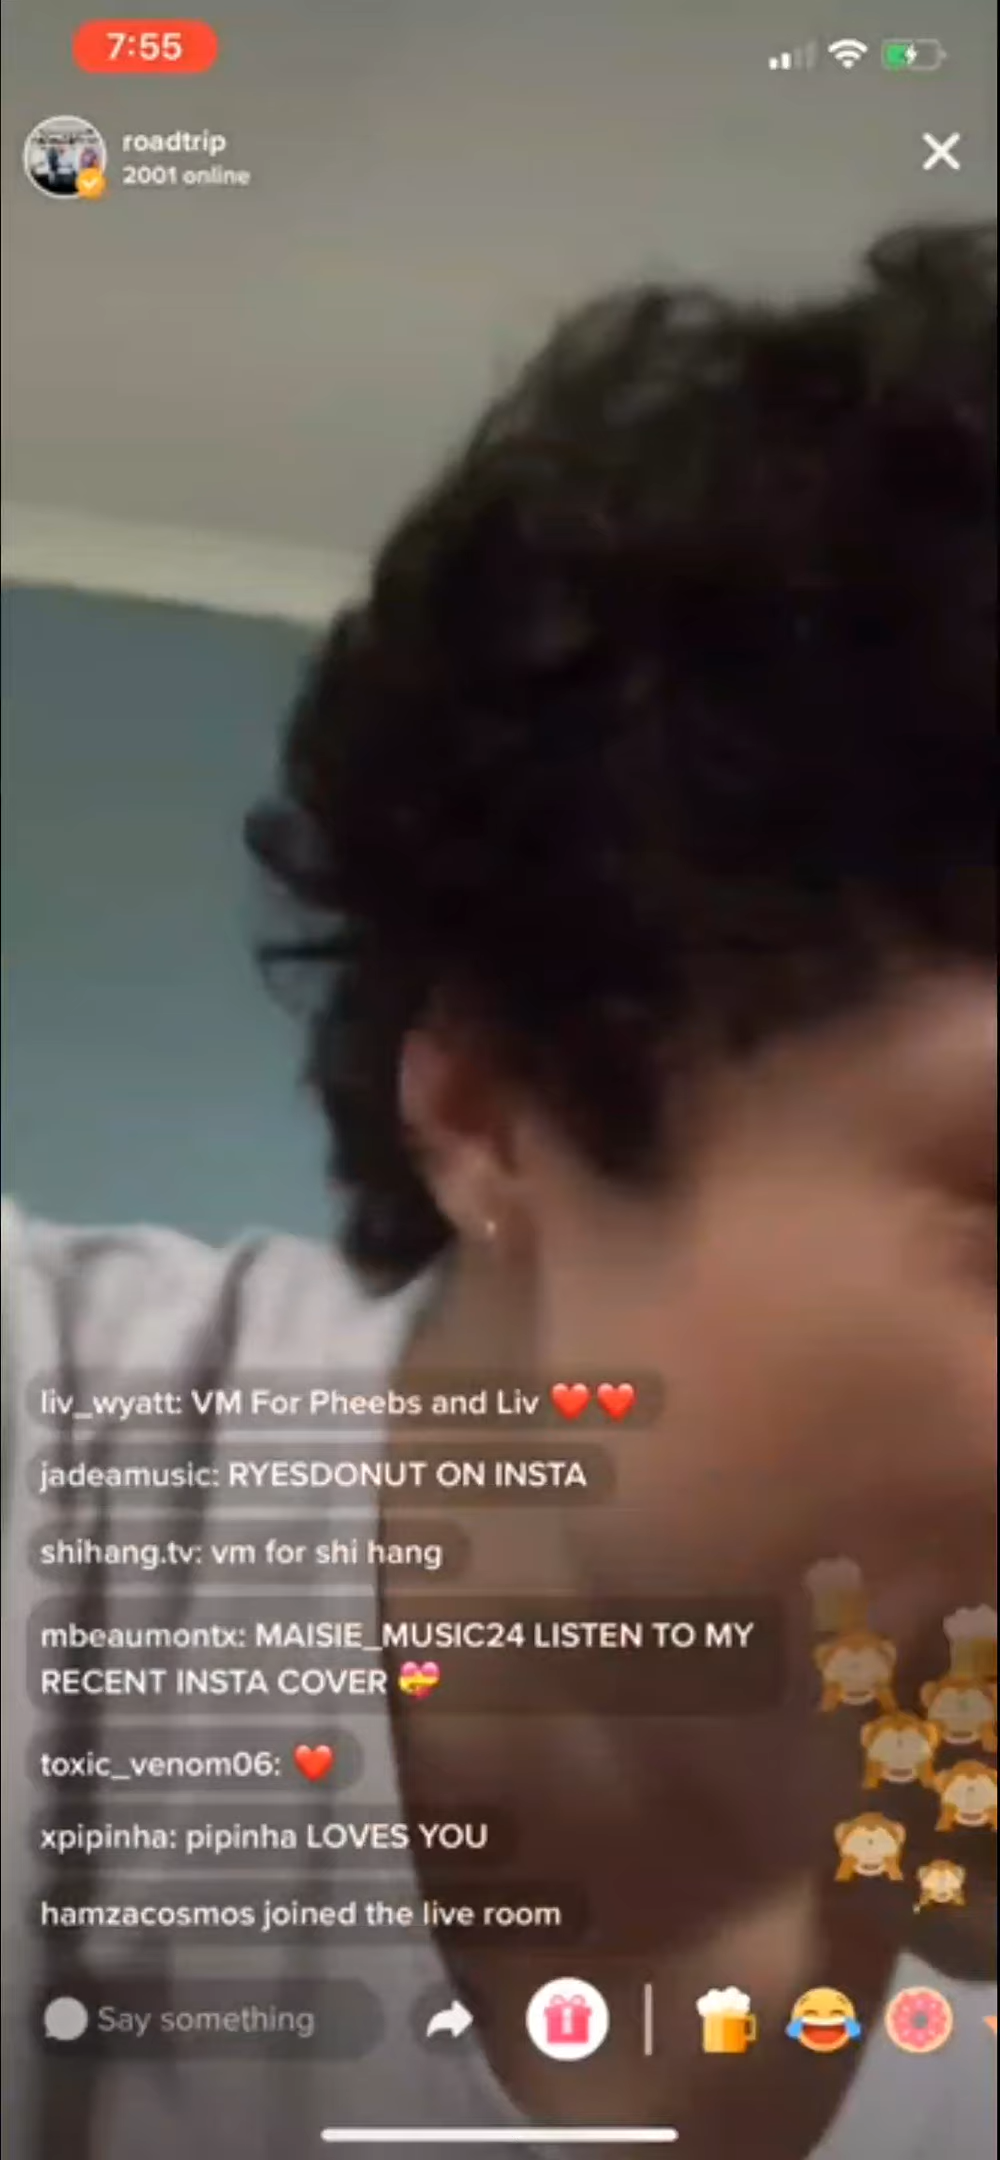 7:55
roadtrip
2001 online
liv_wyatt: VM For Pheebs and Liv ❤️❤️
jadeamusic: RYESDONUT ON INSTA
shihang.tv: vm for shi hang
mbeaumontx: MAISIE_MUSIC24 LISTEN TO MY
RECENT INSTA COVER 💝
toxic_venom06: ❤️
xpipinha: pipinha LOVES YOU
hamzacosmos joined the live room
Say something